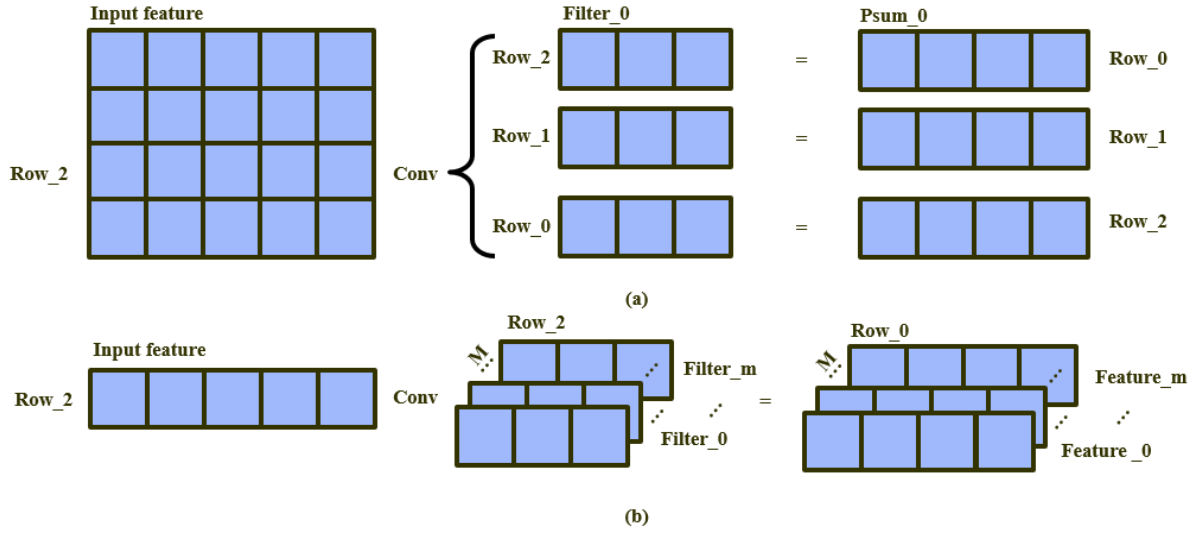 Input feature
Filter_0
Psum_0
Row_2
=
Row_0
Row_1
=
Row_1
Row_2
Conv
Row_0
=
Row_2
(a)
Input feature
Row_2
Row_0
M
...
Filter_m
M
...
Feature_m
Row_2
Conv
...
...
=
...
...
Filter_0
Feature _0
(b)